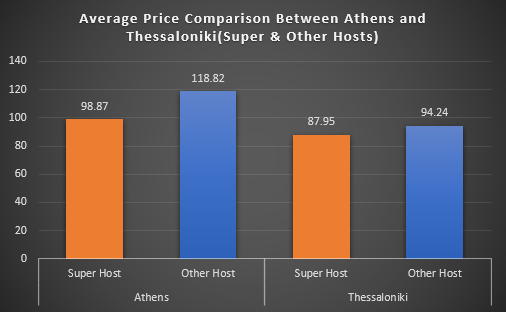 Average Price Comparison Between Athens and
Thessaloniki(Super & Other Hosts)
140
120
100
80
60
40
20
0
98.87
118.82
87.95
94.24
Super Host
Other Host
Super Host
Other Host
Athens
Thessaloniki